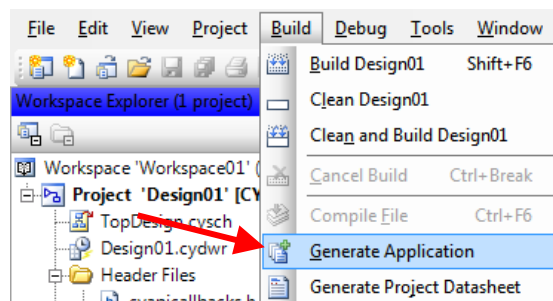 File Edit View Project Build Debug Tools Window
Build Design01 Shift+F6
Workspace Explorer (1 project)
Clean Design01
Clean and Build Design01
Workspace 'Workspace01' (
Cancel Build Ctrl+Break
Project 'Design01' [CY
Compile File Ctrl+F6
TopDesign.cysch
Design01.cydwr
Generate Application
Header Files
Generate Project Datasheet
cyapicallbacks.h